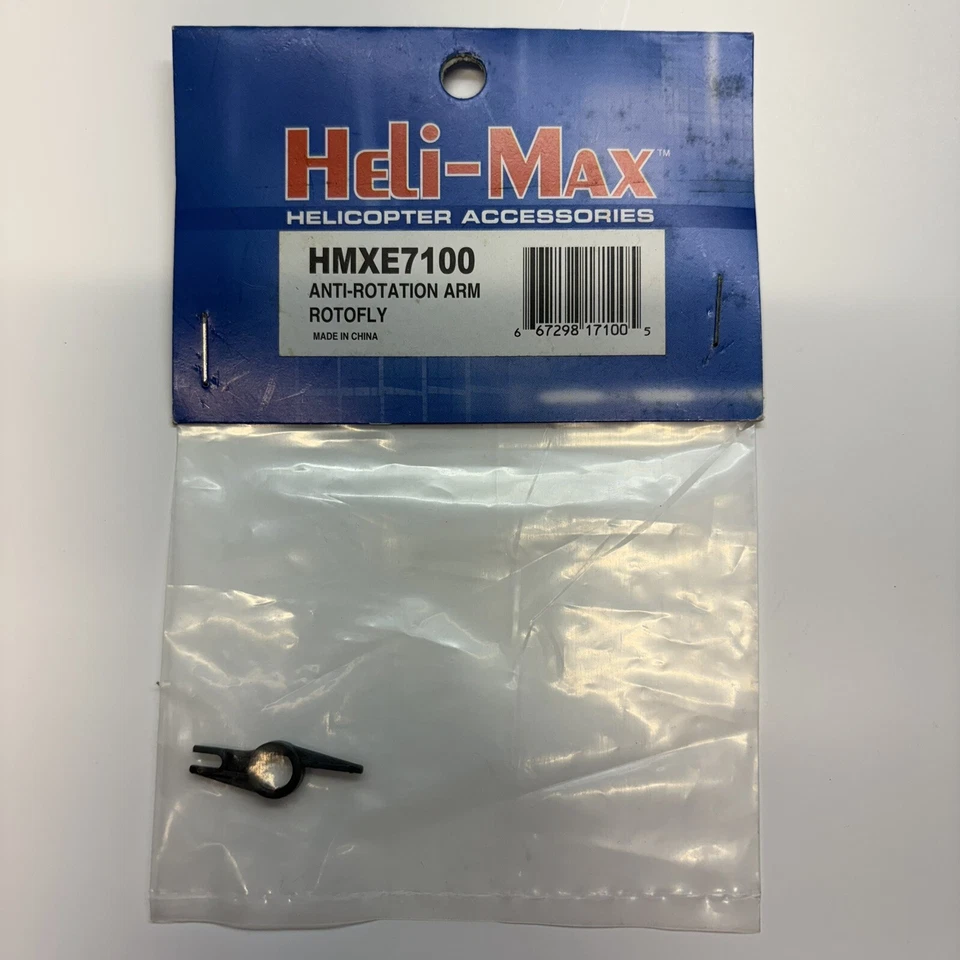 HELI-MAX™
HELICOPTER ACCESSORIES
HMXE7100
ANTI-ROTATION ARM
ROTOFLY
MADE IN CHINA
6 67298 17100 5